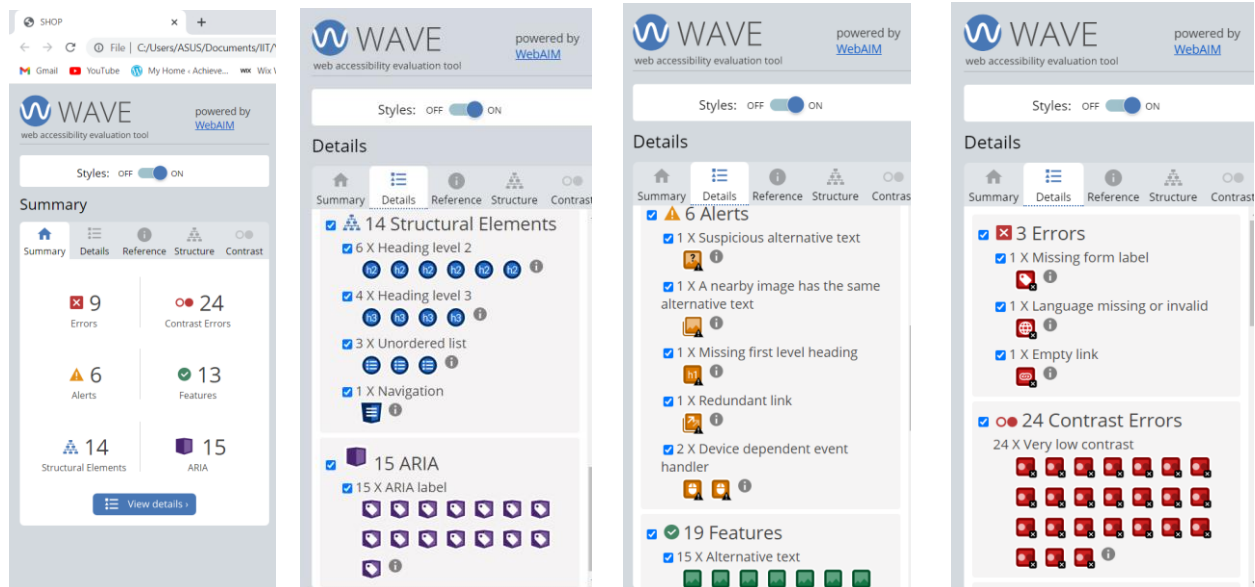 SHOP
File | C:/Users/ASUS/Documents/IIT/
Gmail YouTube My Home ‹ Achieve... WIX Wix
WAVE
powered by
WebAIM
web accessibility evaluation tool
Styles: OFF ON
Summary
Summary Details Reference Structure Contrast
9
Errors
24
Contrast Errors
6
Alerts
13
Features
14
Structural Elements
15
ARIA
View details ›
WAVE
powered by
WebAIM
web accessibility evaluation tool
Styles: OFF ON
Details
Summary Details Reference Structure Contrast
14 Structural Elements
6 X Heading level 2
h2 h2 h2 h2 h2 h2
4 X Heading level 3
h3 h3 h3 h3
3 X Unordered list
1 X Navigation
15 ARIA
15 X ARIA label
WAVE
powered by
WebAIM
web accessibility evaluation tool
Styles: OFF ON
Details
Summary Details Reference Structure Contrast
6 Alerts
1 X Suspicious alternative text
1 X A nearby image has the same
alternative text
1 X Missing first level heading
h1
1 X Redundant link
2 X Device dependent event
handler
19 Features
15 X Alternative text
WAVE
powered by
WebAIM
web accessibility evaluation tool
Styles: OFF ON
Details
Summary Details Reference Structure Contrast
3 Errors
1 X Missing form label
1 X Language missing or invalid
1 X Empty link
24 Contrast Errors
24 X Very low contrast